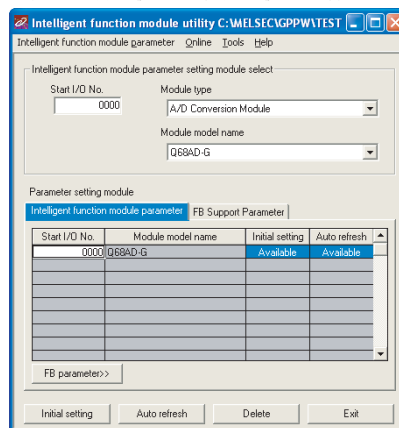 Intelligent function module utility C:\MELSEC\GPPW\TEST
Intelligent function module parameter Online Tools Help
Intelligent function module parameter setting module select
Start I/O No. Module type
0000 A/D Conversion Module
Module model name
Q68AD-G
Parameter setting module
Intelligent function module parameter FB Support Parameter
Start I/O No. Module model name Initial setting Auto refresh
0000 Q68AD-G Available Available
FB parameter>>
Initial setting Auto refresh Delete Exit